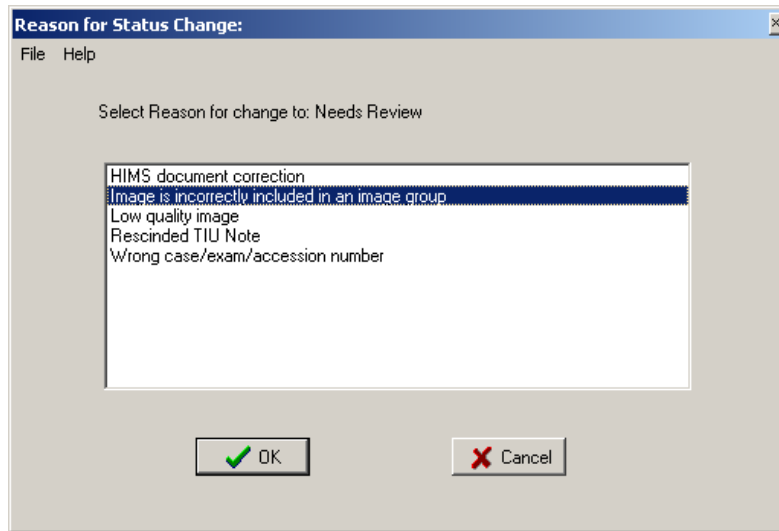 Reason for Status Change:
File Help
Select Reason for change to: Needs Review
HIMS document correction
Image is incorrectly included in an image group
Low quality image
Rescinded TIU Note
Wrong case/exam/accession number
OK Cancel